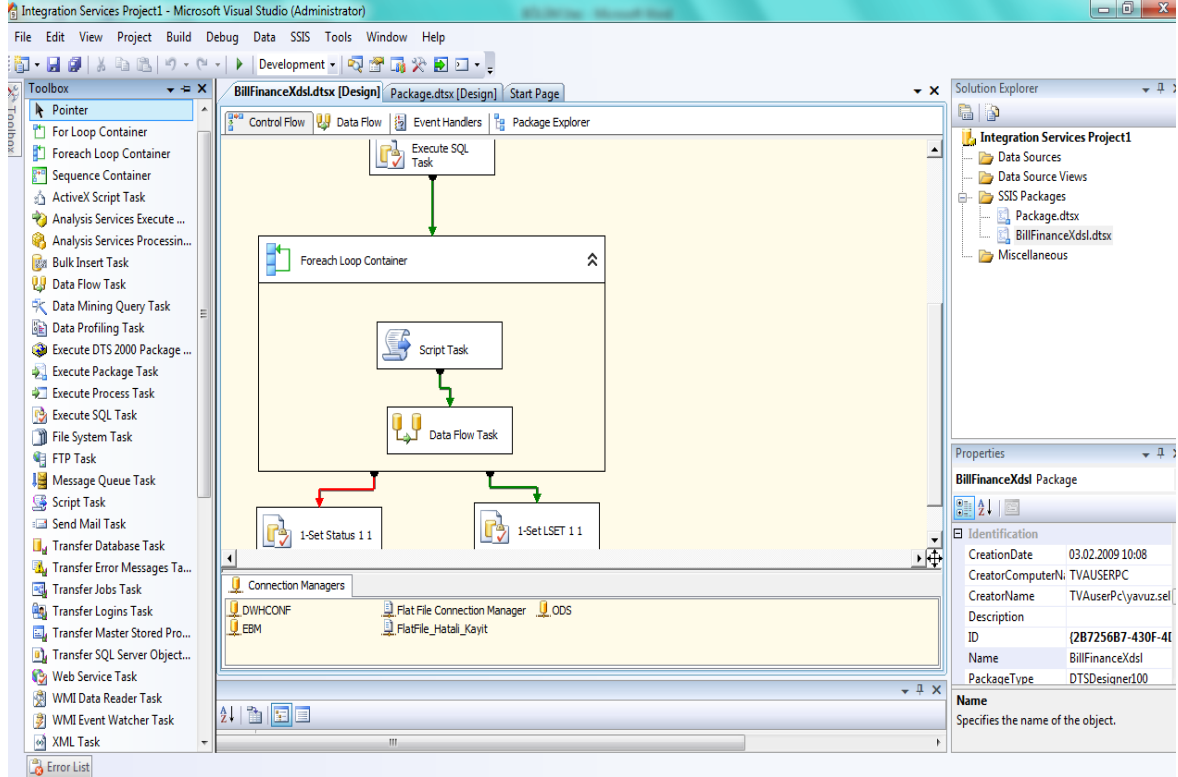 Integration Services Project1 - Microsoft Visual Studio (Administrator)
File Edit View Project Build Debug Data SSIS Tools Window Help
Development
Toolbox
Toolbox
Pointer
For Loop Container
Foreach Loop Container
Sequence Container
ActiveX Script Task
Analysis Services Execute ...
Analysis Services Processin...
Bulk Insert Task
Data Flow Task
Data Mining Query Task
Data Profiling Task
Execute DTS 2000 Package ...
Execute Package Task
Execute Process Task
Execute SQL Task
File System Task
FTP Task
Message Queue Task
Script Task
Send Mail Task
Transfer Database Task
Transfer Error Messages Ta...
Transfer Jobs Task
Transfer Logins Task
Transfer Master Stored Pro...
Transfer SQL Server Object...
Web Service Task
WMI Data Reader Task
WMI Event Watcher Task
XML Task
Error List
BillFinanceXdsl.dtsx [Design] Package.dtsx [Design] Start Page
Control Flow Data Flow Event Handlers Package Explorer
Execute SQL
Task
Foreach Loop Container
Script Task
Data Flow Task
1-Set Status 1 1
1-Set LSET 1 1
Connection Managers
DWHCONF Flat File Connection Manager ODS
EBM FlatFile_Hatali_Kayit
Solution Explorer
Integration Services Project1
Data Sources
Data Source Views
SSIS Packages
Package.dtsx
BillFinanceXdsl.dtsx
Miscellaneous
Properties
BillFinanceXdsl Package
Identification
CreationDate 03.02.2009 10:08
CreatorComputerN TVAUSERPC
CreatorName TVAuserPc\yavuz.sel
Description
ID {2B7256B7-430F-4
Name BillFinanceXdsl
PackageType DTSDesigner100
Name
Specifies the name of the object.